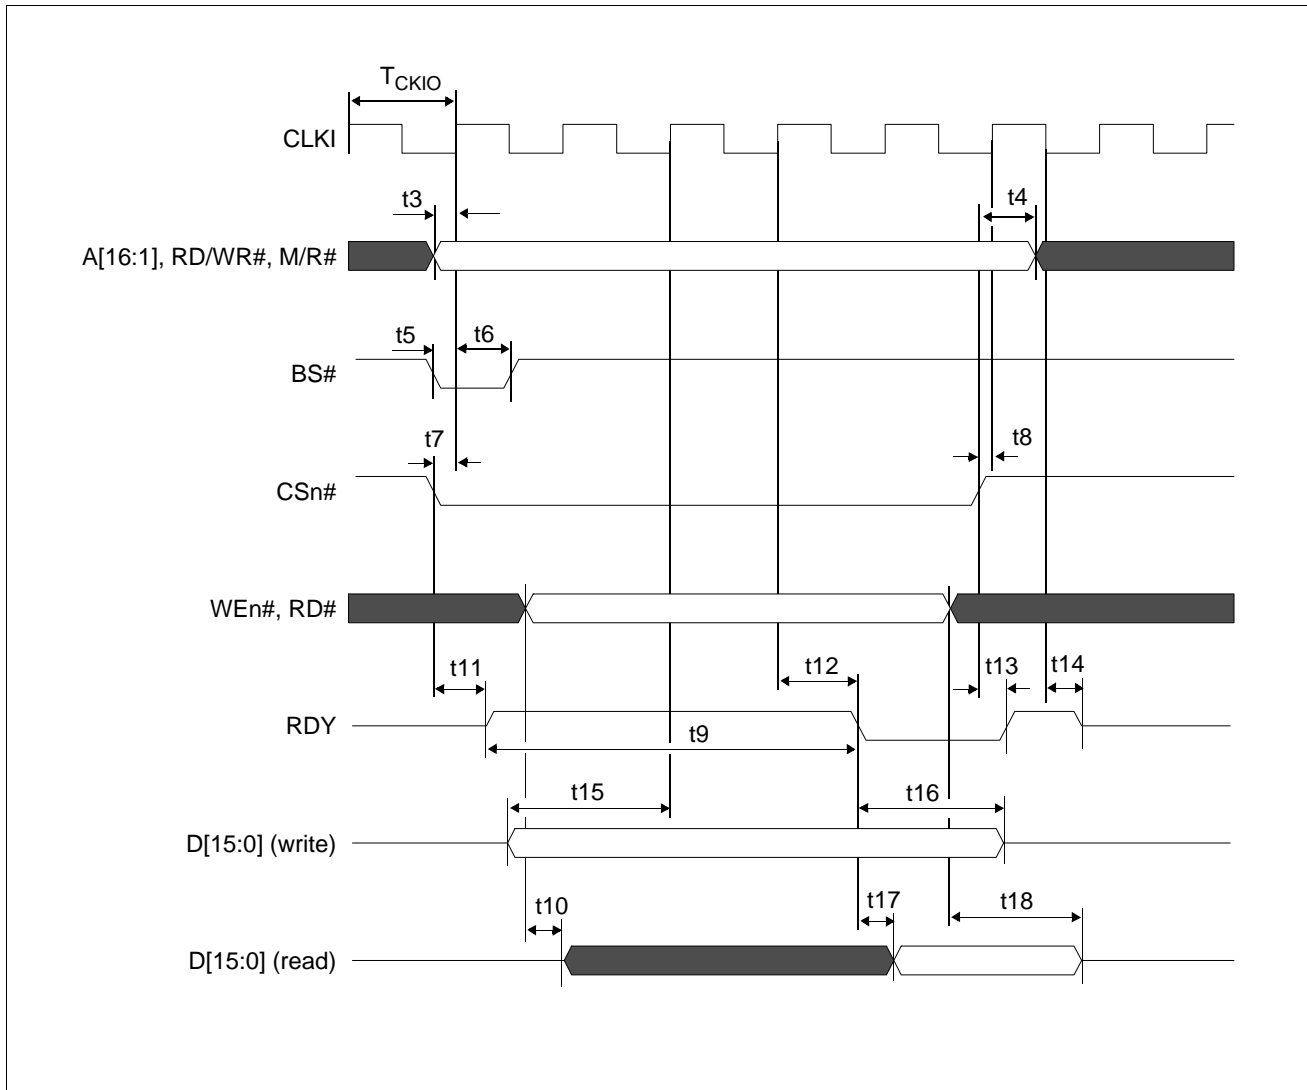 TCKIO
CLKI
t3
t4
A[16:1], RD/WR#, M/R#
t5
t6
BS#
t7
t8
CSn#
WEn#, RD#
t11
t12
t13
t14
RDY
t9
t15
t16
D[15:0] (write)
t10
t17
t18
D[15:0] (read)